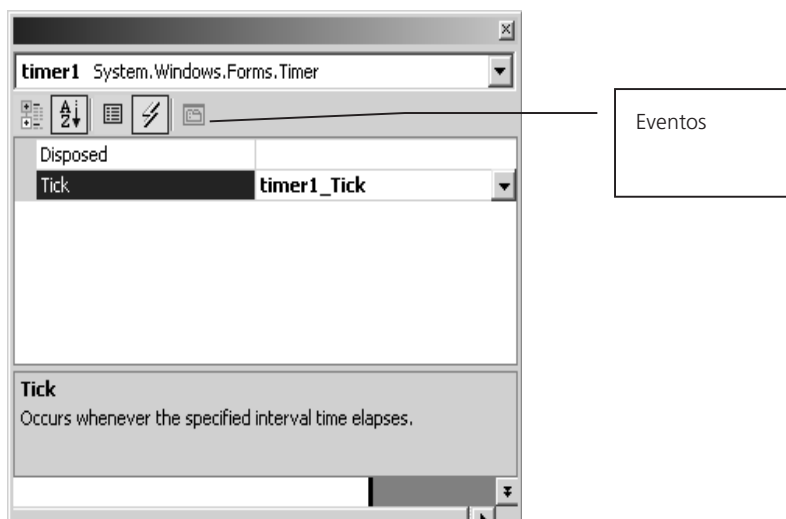 timer1 System.Windows.Forms.Timer
A
Z
Eventos
Disposed
Tick timer1_Tick
Tick
Occurs whenever the specified interval time elapses.